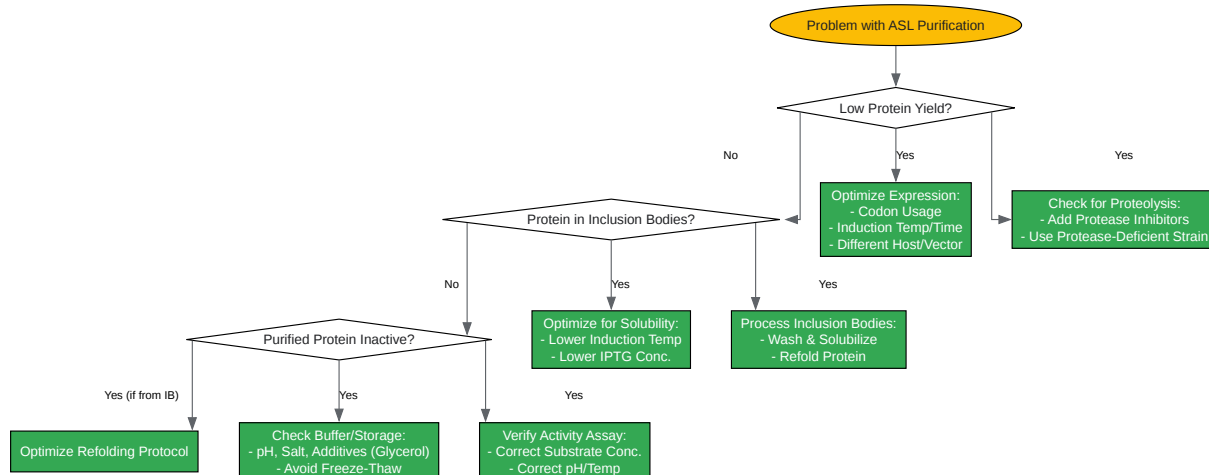 Problem with ASL Purification
Low Protein Yield?
No
Yes
Yes
Optimize Expression:
- Codon Usage
- Induction Temp/Time
- Different Host/Vector
Check for Proteolysis:
- Add Protease Inhibitors
- Use Protease-Deficient Strain
Protein in Inclusion Bodies?
No
Yes
Yes
Optimize for Solubility:
- Lower Induction Temp
- Lower IPTG Conc.
Process Inclusion Bodies:
- Wash & Solubilize
- Refold Protein
Purified Protein Inactive?
Yes (if from IB)
Yes
Yes
Optimize Refolding Protocol
Check Buffer/Storage:
- pH, Salt, Additives (Glycerol)
- Avoid Freeze-Thaw
Verify Activity Assay:
- Correct Substrate Conc.
- Correct pH/Temp